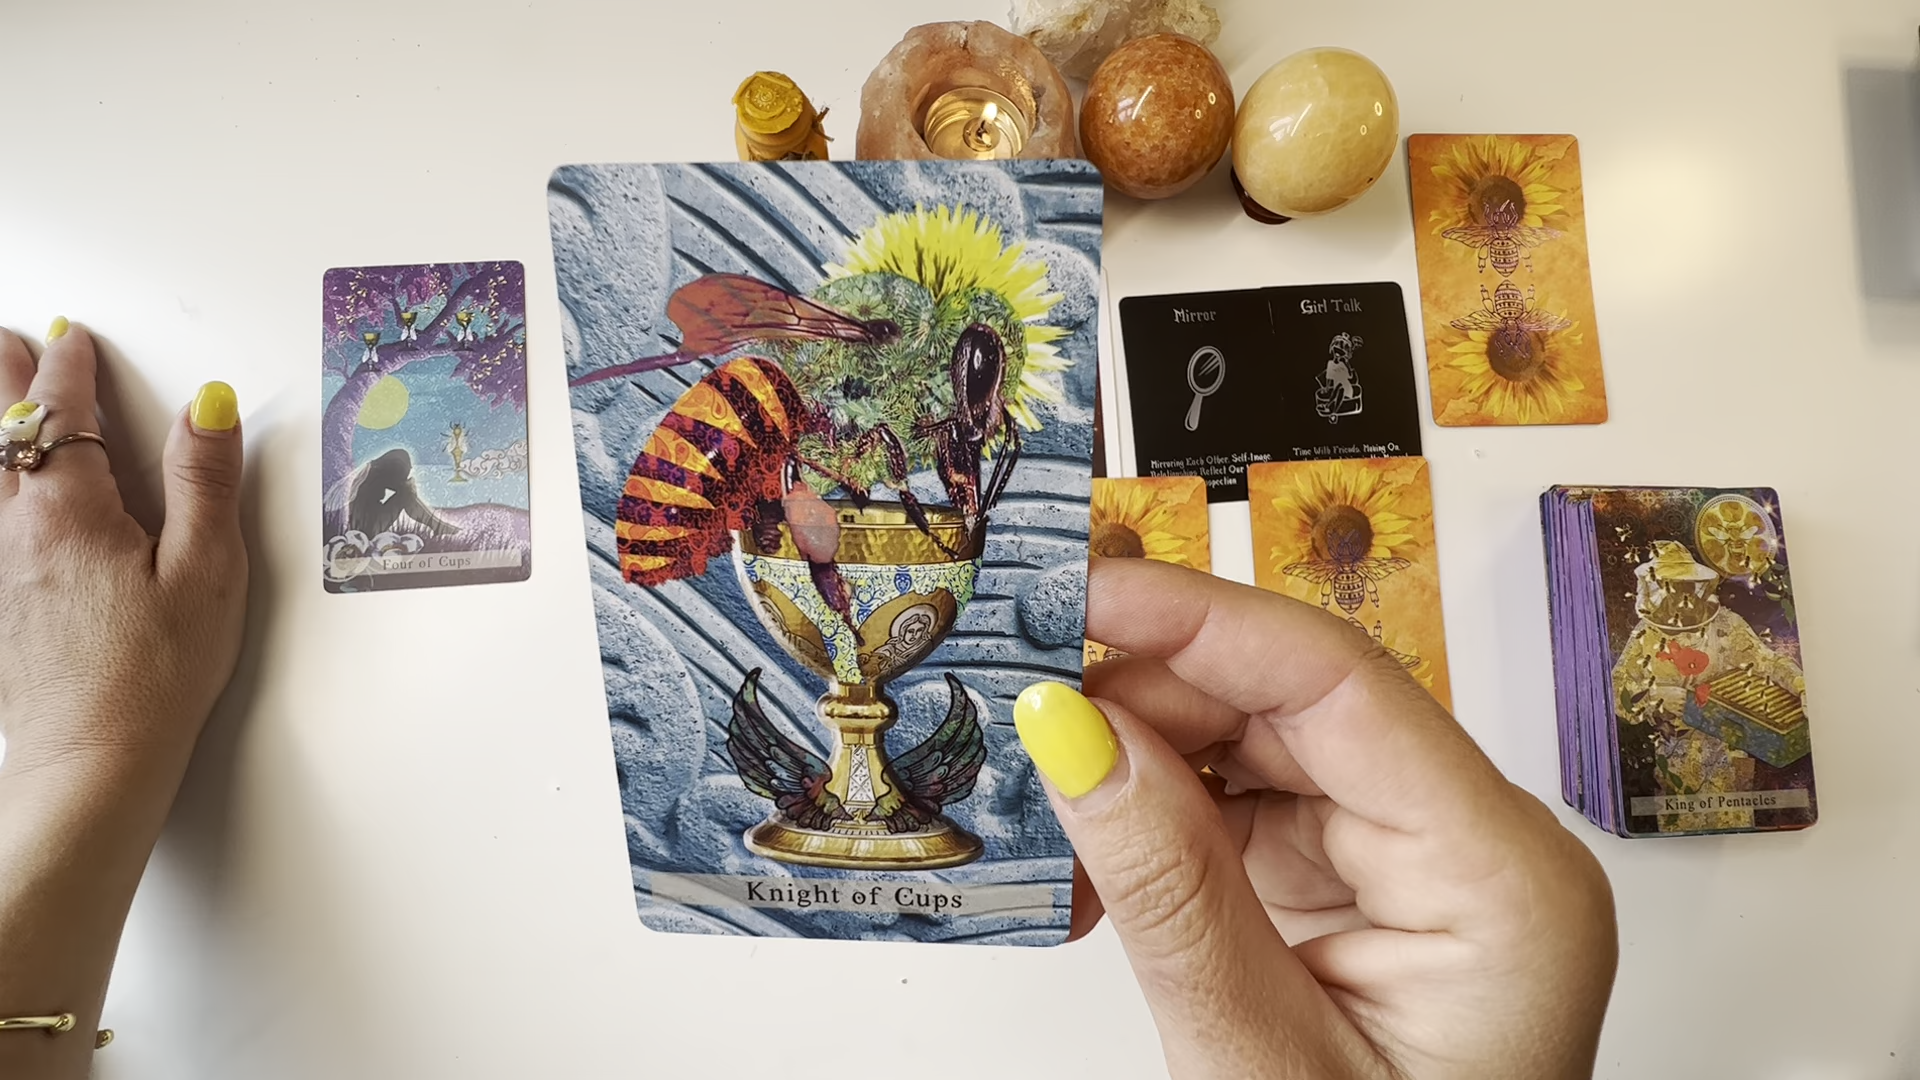 Mirror
Girl Talk
Mirroring Each Other. Self-Image.
Relationships Reflect Our
spection
Time With Friends. Moving On.
Four of Cups
King of Pentacles
Knight of Cups